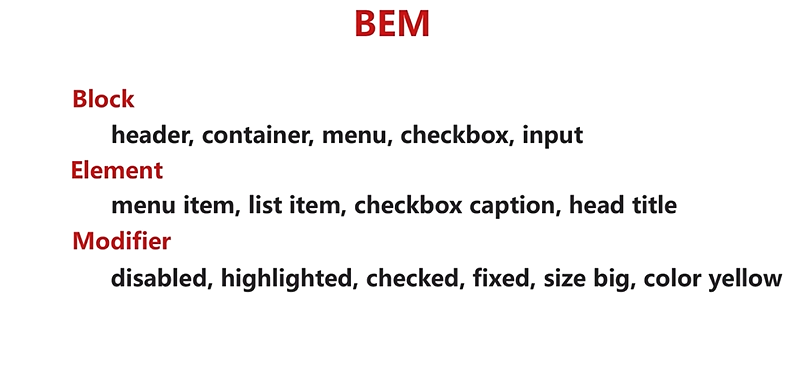 BEM
Block
header, container, menu, checkbox, input
Element
menu item, list item, checkbox caption, head title
Modifier
disabled, highlighted, checked, fixed, size big, color yellow